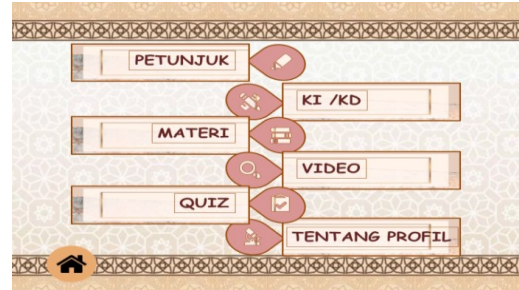 PETUNJUK
KI /KD
MATERI
VIDEO
QUIZ
TENTANG PROFIL